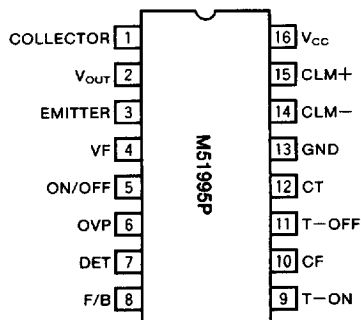 COLLECTOR 1
VOUT 2
EMITTER 3
VF 4
ON/OFF 5
OVP 6
DET 7
F/B 8
M51995P
16 VCC
15 CLM+
14 CLM−
13 GND
12 CT
11 T−OFF
10 CF
9 T−ON